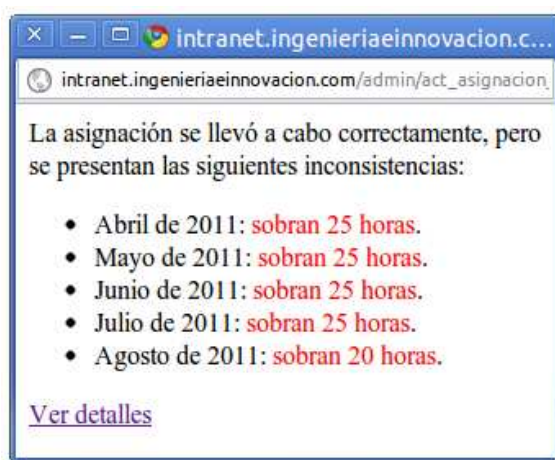 intranet.ingenieriaeinnovacion.c...
intranet.ingenieriaeinnovacion.com/admin/act_asignacion
La asignación se llevó a cabo correctamente, pero
se presentan las siguientes inconsistencias:
• Abril de 2011: sobran 25 horas.
• Mayo de 2011: sobran 25 horas.
• Junio de 2011: sobran 25 horas.
• Julio de 2011: sobran 25 horas.
• Agosto de 2011: sobran 20 horas.
Ver detalles